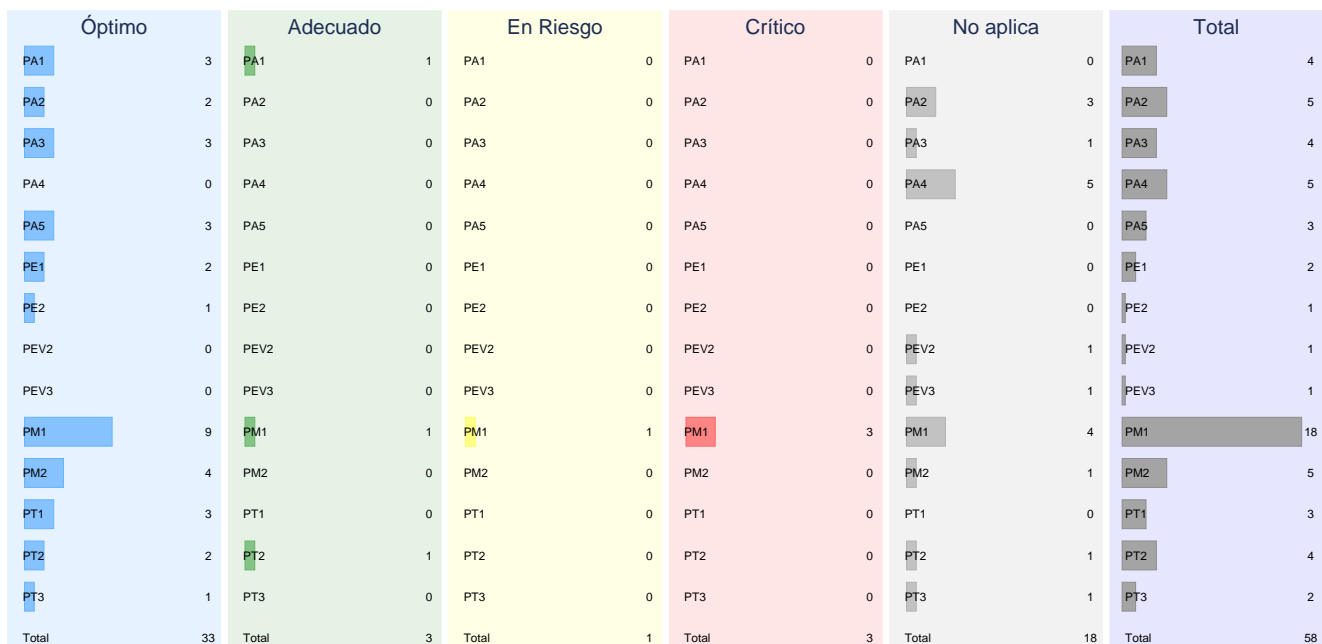 Óptimo Adecuado En Riesgo Crítico No aplica Total
PA1 3 PA1 1 PA1 0 PA1 0 PA1 0 PA1 4
PA2 2 PA2 0 PA2 0 PA2 0 PA2 3 PA2 5
PA3 3 PA3 0 PA3 0 PA3 0 PA3 1 PA3 4
PA4 0 PA4 0 PA4 0 PA4 0 PA4 5 PA4 5
PA5 3 PA5 0 PA5 0 PA5 0 PA5 0 PA5 3
PE1 2 PE1 0 PE1 0 PE1 0 PE1 0 PE1 2
PE2 1 PE2 0 PE2 0 PE2 0 PE2 0 PE2 1
PEV2 0 PEV2 0 PEV2 0 PEV2 0 PEV2 1 PEV2 1
PEV3 0 PEV3 0 PEV3 0 PEV3 0 PEV3 1 PEV3 1
PM1 9 PM1 1 PM1 1 PM1 3 PM1 4 PM1 18
PM2 4 PM2 0 PM2 0 PM2 0 PM2 1 PM2 5
PT1 3 PT1 0 PT1 0 PT1 0 PT1 0 PT1 3
PT2 2 PT2 1 PT2 0 PT2 0 PT2 1 PT2 4
PT3 1 PT3 0 PT3 0 PT3 0 PT3 1 PT3 2
Total 33 Total 3 Total 1 Total 3 Total 18 Total 58